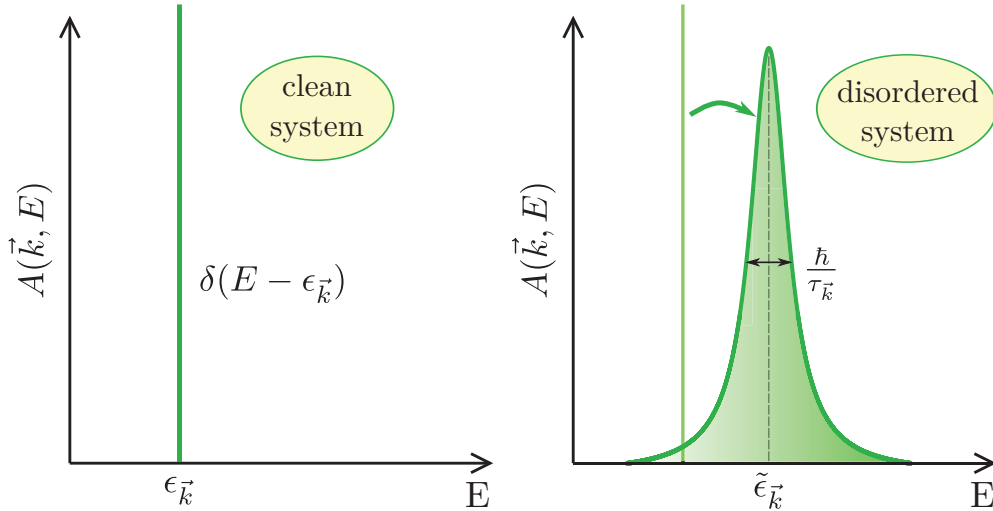 clean
system
A(k⃗, E)
δ(E − ϵ_k⃗)
ϵ_k⃗
E
disordered
system
A(k⃗, E)
ħ
τ_k⃗
ϵ̃_k⃗
E